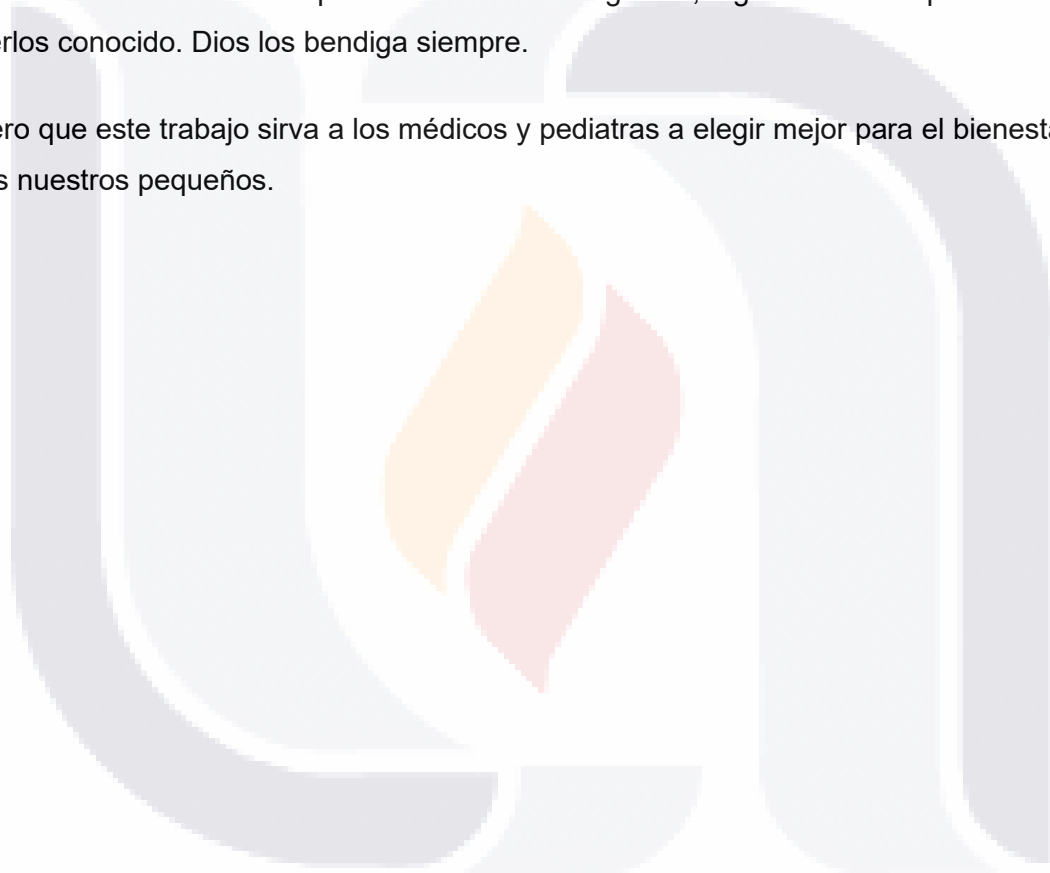 erlos conocido. Dios los bendiga siempre.
ero que este trabajo sirva a los médicos y pediatras a elegir mejor para el bienesta
s nuestros pequeños.